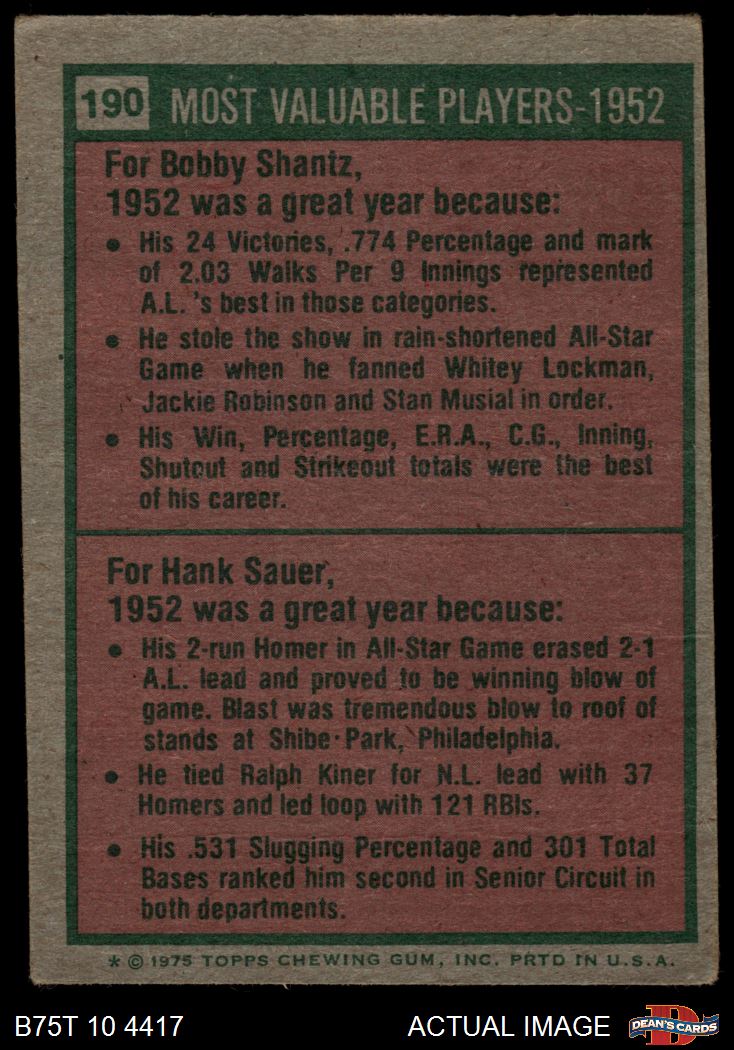 190 MOST VALUABLE PLAYERS-1952
For Bobby Shantz,
1952 was a great year because:
• His 24 Victories, .774 Percentage and mark
of 2.03 Walks Per 9 Innings represented
A.L.'s best in those categories.
• He stole the show in rain-shortened All-Star
Game when he fanned Whitey Lockman,
Jackie Robinson and Stan Musial in order.
• His Win, Percentage, E.R.A., C.G., Inning,
Shutout and Strikeout totals were the best
of his career.
For Hank Sauer,
1952 was a great year because:
• His 2-run Homer in All-Star Game erased 2-1
A.L. lead and proved to be winning blow of
game. Blast was tremendous blow to roof of
stands at Shibe Park, Philadelphia.
• He tied Ralph Kiner for N.L. lead with 37
Homers and led loop with 121 RBIs.
• His .531 Slugging Percentage and 301 Total
Bases ranked him second in Senior Circuit in
both departments.
* © 1975 TOPPS CHEWING GUM, INC. PRTD IN U.S.A.
B75T 10 4417 ACTUAL IMAGE DEAN'S CARDS